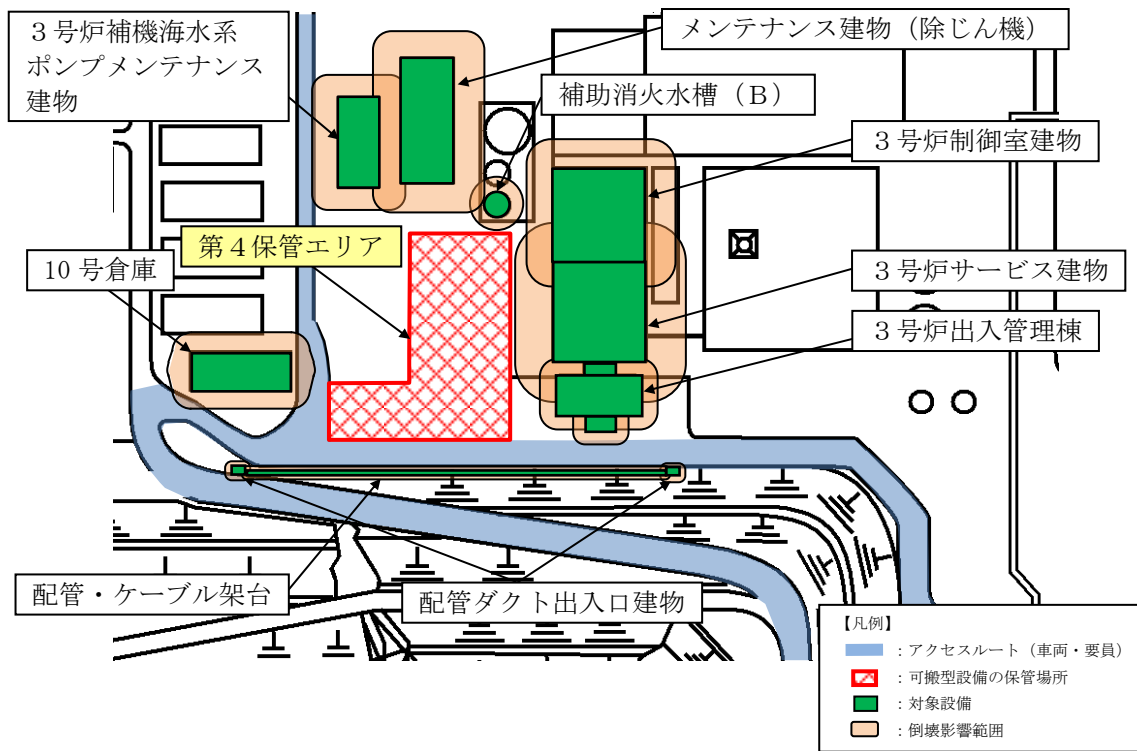 ３号炉補機海水系
ポンプメンテナンス
建物
メンテナンス建物（除じん機）
補助消火水槽（Ｂ）
３号炉制御室建物
第４保管エリア
10 号倉庫
３号炉サービス建物
３号炉出入管理棟
配管・ケーブル架台
配管ダクト出入口建物
【凡例】
：アクセスルート（車両・要員）
：可搬型設備の保管場所
：対象設備
：倒壊影響範囲